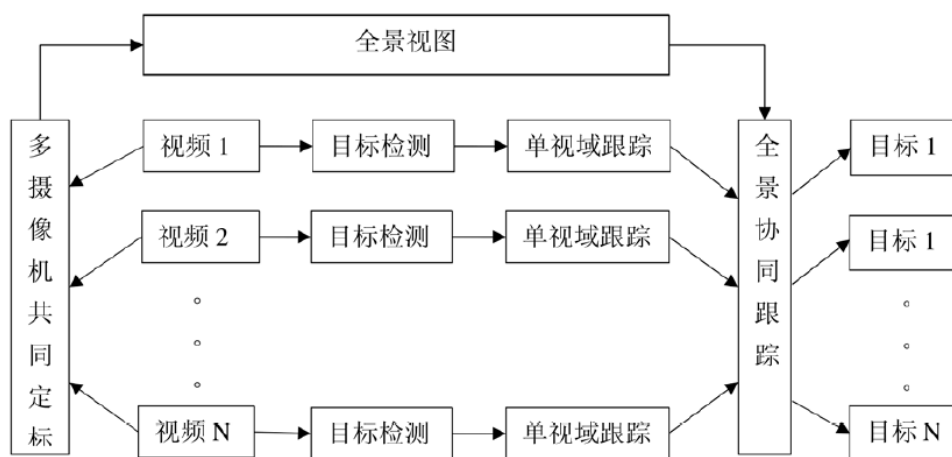 全景视图
多摄像机共同定标
视频 1
目标检测
单视域跟踪
全景协同跟踪
目标 1
视频 2
目标检测
单视域跟踪
目标 1
视频 N
目标检测
单视域跟踪
目标 N